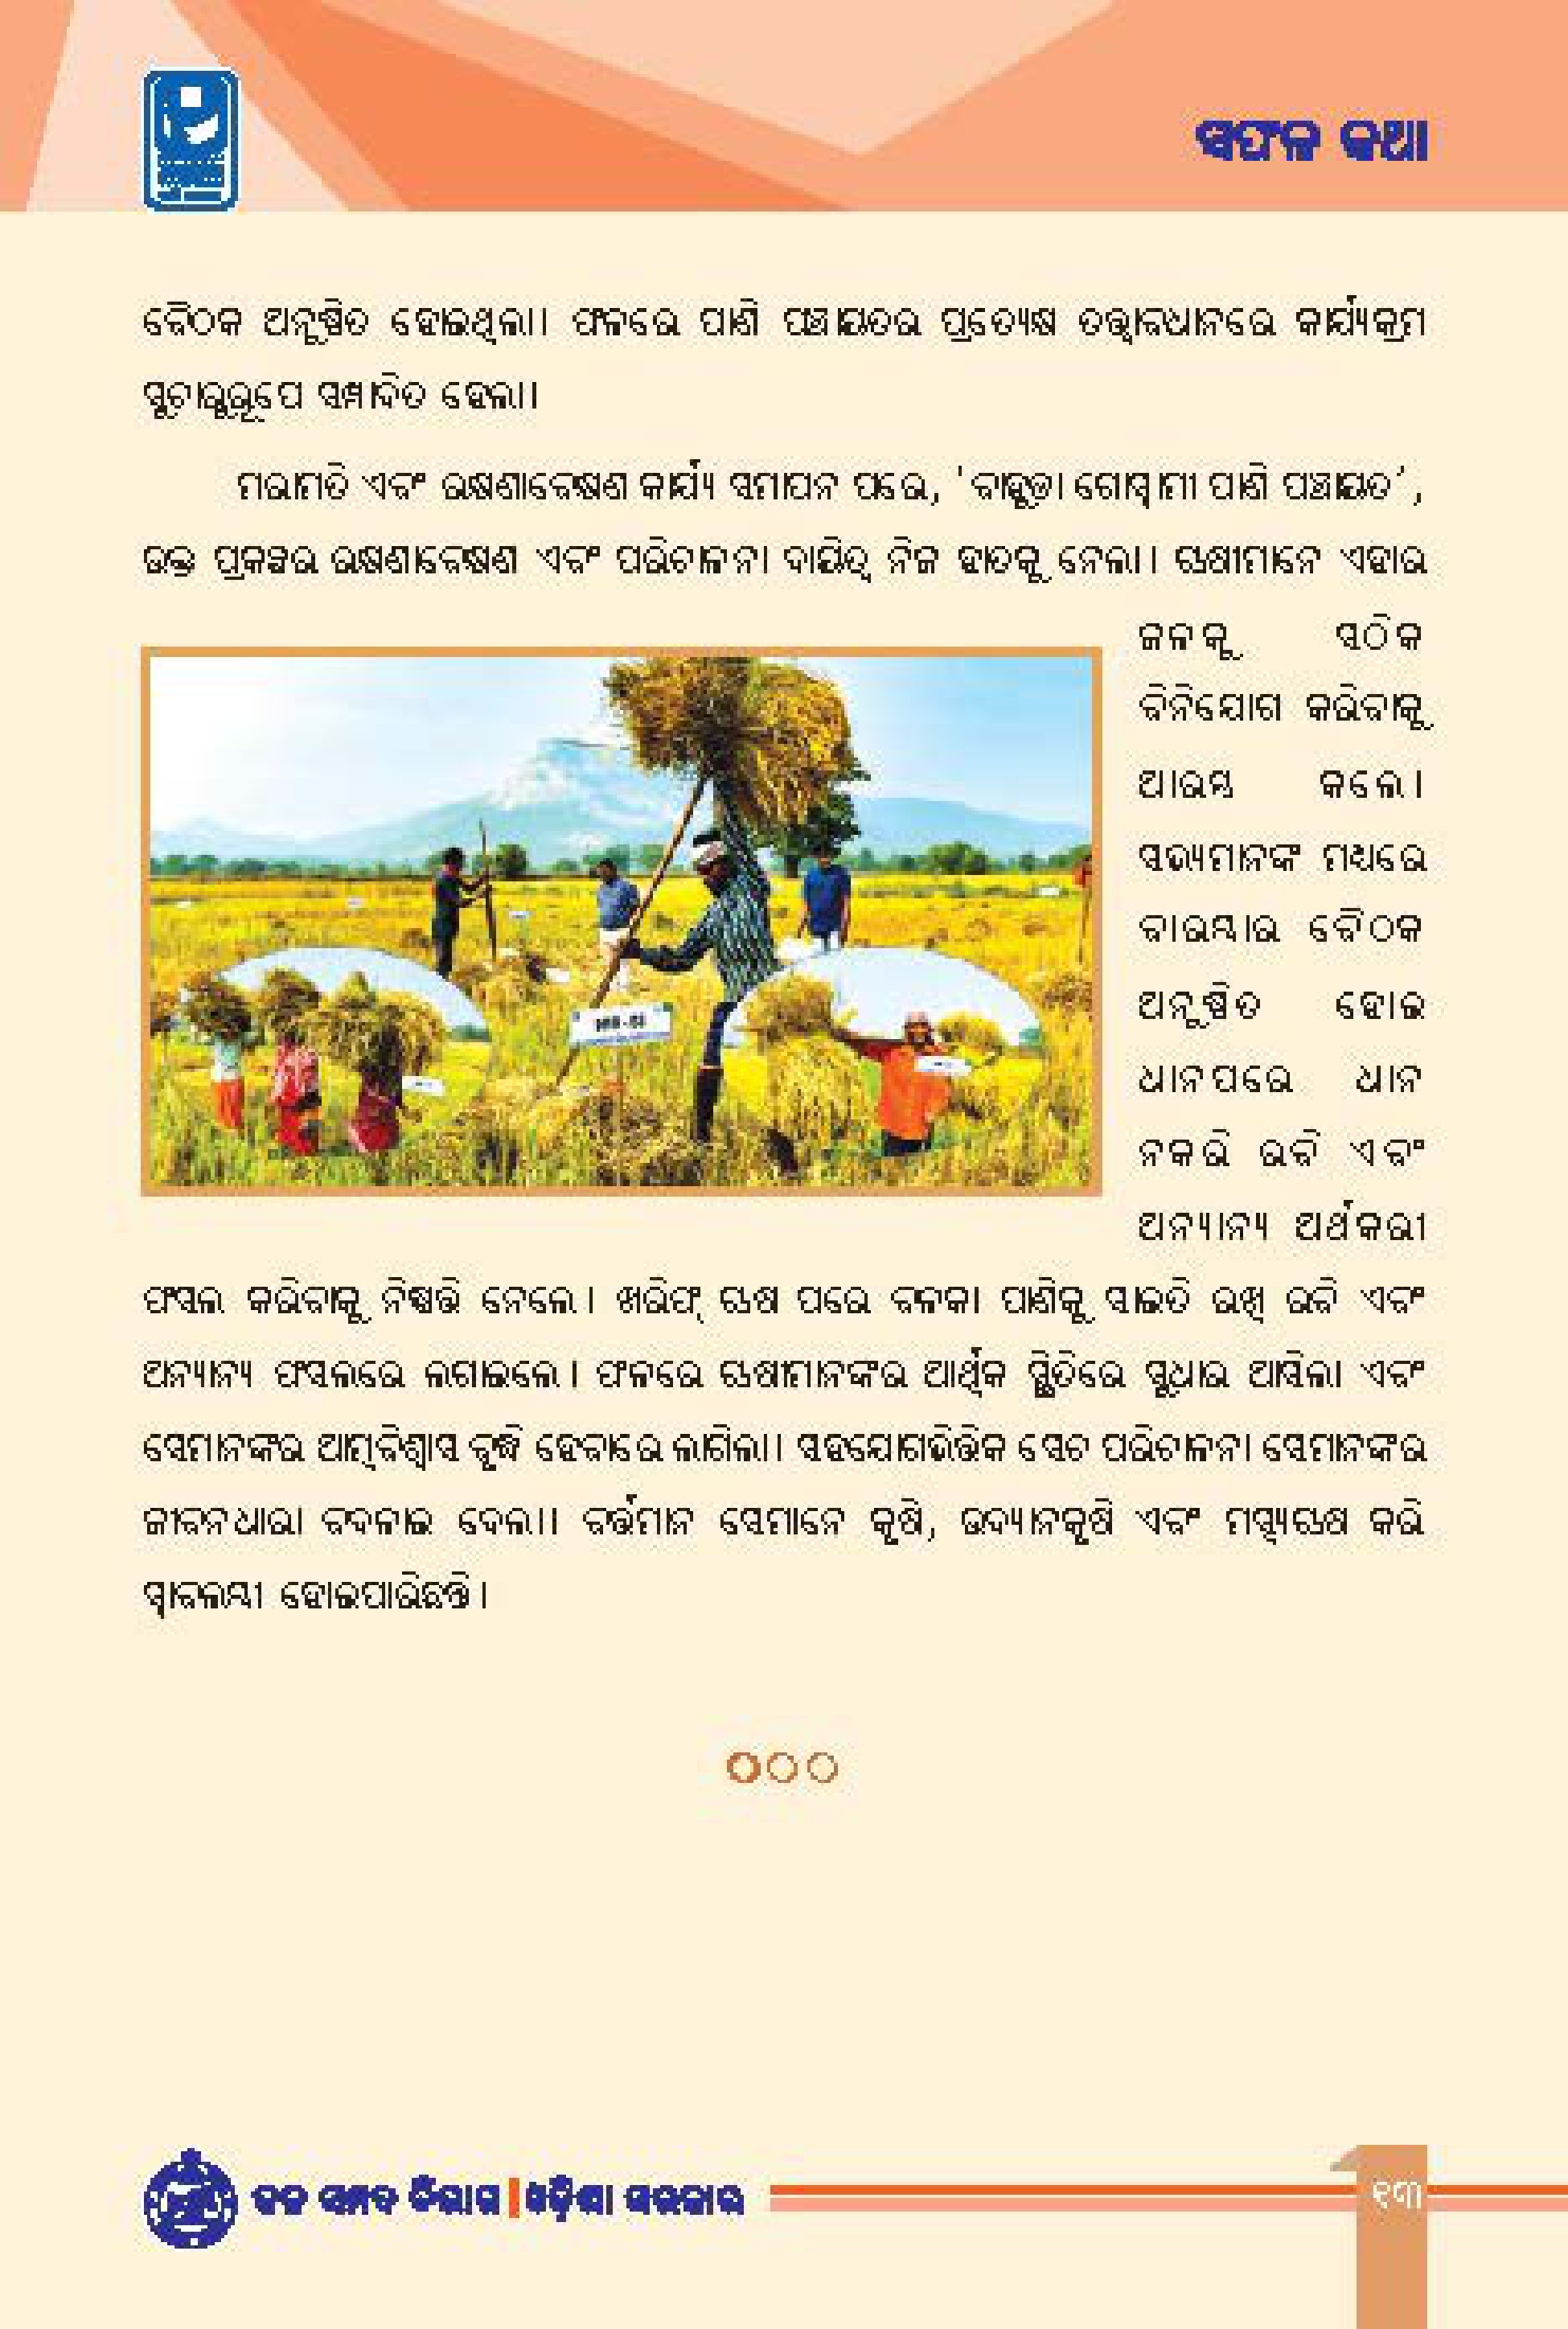 ସଫଳ କଥା
ବୈଠକ ଅନୁଷ୍ଠିତ ହୋଇଥିଲା। ଫଳରେ ପାଣି ପଞ୍ଚାୟତର ପ୍ରତ୍ୟେକ୍ଷ ତତ୍ତ୍ୱାବଧାନରେ କାର୍ଯ୍ୟକ୍ରମ
ସୁଚାରୁରୂପେ ସମ୍ପାଦିତ ହେଲା।
ମରାମତି ଏବଂ ରକ୍ଷଣାବେକ୍ଷଣ କାର୍ଯ୍ୟ ସମାପନ ପରେ, 'ବାହୁଡା ଗୋସ୍ୱାମୀ ପାଣି ପଞ୍ଚାୟତ',
ଉକ୍ତ ପ୍ରକଳ୍ପର ରକ୍ଷଣାବେକ୍ଷଣ ଏବଂ ପରିଚାଳନା ଦାୟିତ୍ୱ ନିଜ ହାତକୁ ନେଲା। ଚାଷୀମାନେ ଏହାର
ଜଳକୁ ସଠିକ
ବିନିଯୋଗ କରିବାକୁ
ଆରମ୍ଭ କଲେ।
ସଭ୍ୟମାନଙ୍କ ମଧ୍ୟରେ
ବାରମ୍ବାର ବୈଠକ
ଅନୁଷ୍ଠିତ ହୋଇ
ଧାନପରେ ଧାନ
ନକରି ରବି ଏବଂ
ଅନ୍ୟାନ୍ୟ ଅର୍ଥକରୀ
ଫସଲ କରିବାକୁ ନିଷ୍ପତ୍ତି ନେଲେ। ଖରିଫ୍ ଚାଷ ପରେ ବଳକା ପାଣିକୁ ସାଇତି ରଖି ରବି ଏବଂ
ଅନ୍ୟାନ୍ୟ ଫସଲରେ ଲଗାଇଲେ। ଫଳରେ ଚାଷୀମାନଙ୍କର ଆର୍ଥିକ ସ୍ଥିତିରେ ସୁଧାର ଆସିଲା ଏବଂ
ସେମାନଙ୍କର ଆତ୍ମବିଶ୍ୱାସ ବୃଦ୍ଧି ହେବାରେ ଲାଗିଲା। ସହଯୋଗଭିତ୍ତିକ ସେଚ ପରିଚାଳନା ସେମାନଙ୍କର
ଜୀବନଧାରା ବଦଳାଇ ଦେଲା। ବର୍ତ୍ତମାନ ସେମାନେ କୃଷି, ଉଦ୍ୟାନକୃଷି ଏବଂ ମତ୍ସ୍ୟଚାଷ କରି
ସ୍ୱାବଲମ୍ବୀ ହୋଇପାରିଛନ୍ତି।
ଜଳ ସମ୍ପଦ ବିଭାଗ | ଓଡ଼ିଶା ସରକାର
୧୩